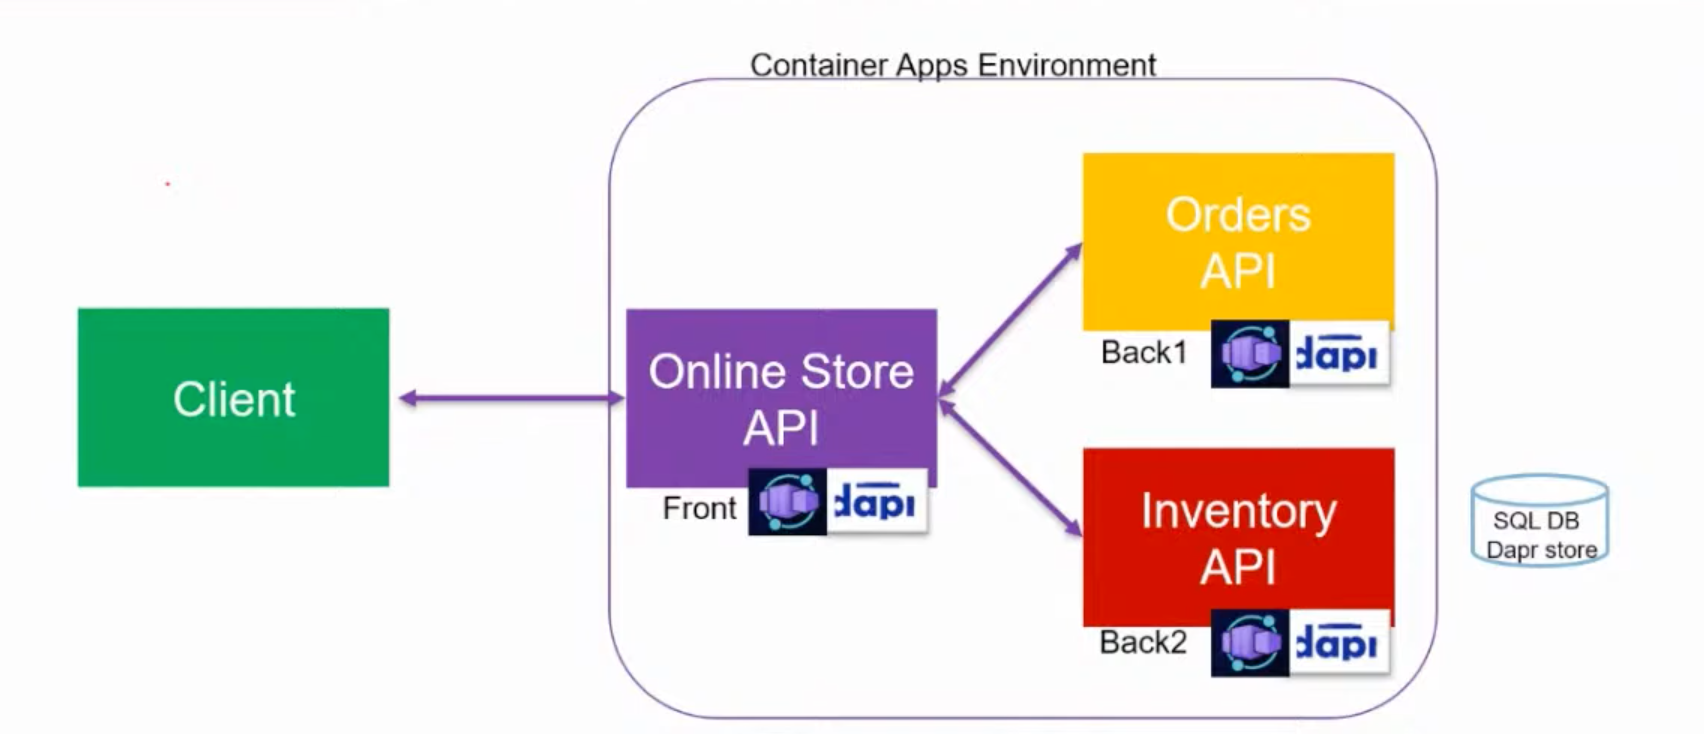 Container Apps Environment
Orders
API
Back1
dapr
Client
Online Store
API
Front
dapr
Inventory
API
Back2
dapr
SQL DB
Dapr store